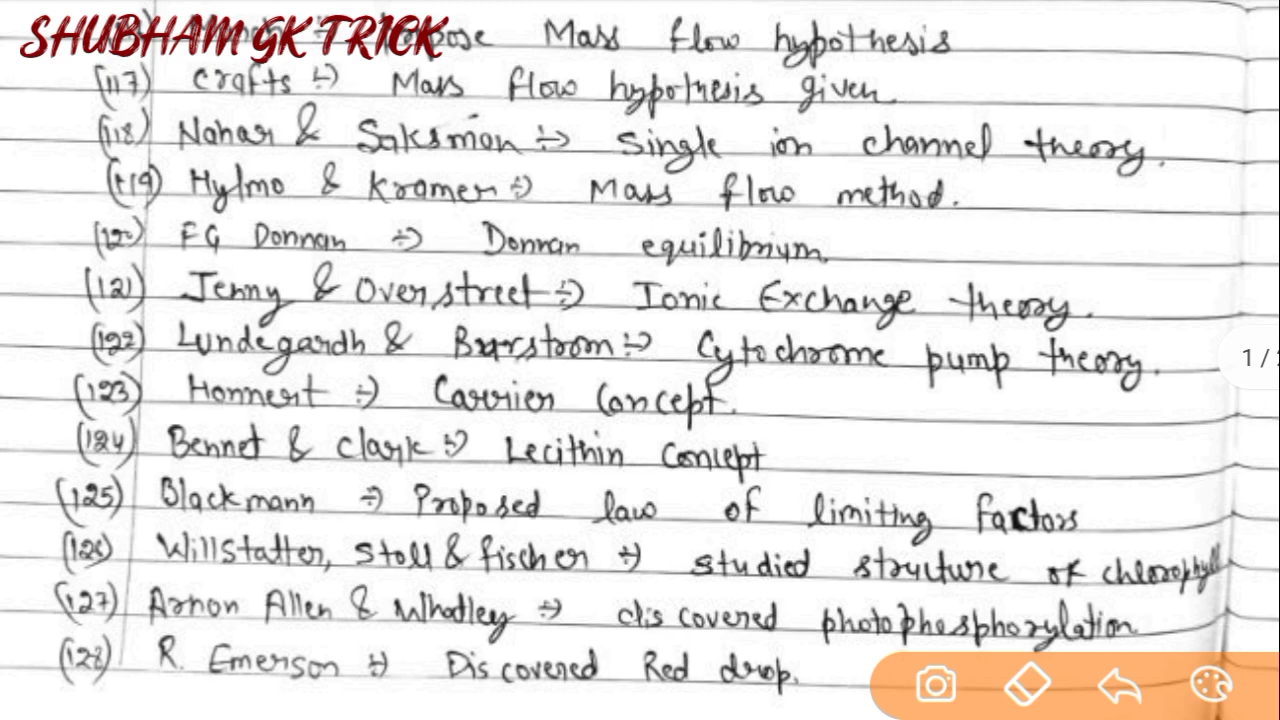 SHUBHAM GK TRICK
Mass flow hypothesis
(117) Crafts ÷) Mass flow hypothesis given.
(118) Nahar & Saksmon ÷) Single ion channel theory.
(119) Hylmo & Kramer ÷) Mass flow method.
(120) FG Donnan ÷) Donnan equilibrium.
(121) Jenny & Overstreet ÷) Ionic Exchange theory.
(122) Lundegardh & Burstrom ÷) Cytochrome pump theory.
(123) Honnert ÷) Carrier Concept.
(124) Bennet & Clark ÷) Lecithin Concept
(125) Blackmann ÷) Proposed law of limiting factors
(126) Willstatter, Stoll & fischer ÷) studied structure of chlorophyll
(127) Arnon Allen & Whatley ÷) discovered photophosphorylation
(128) R. Emerson ÷) Discovered Red drop.
1 /